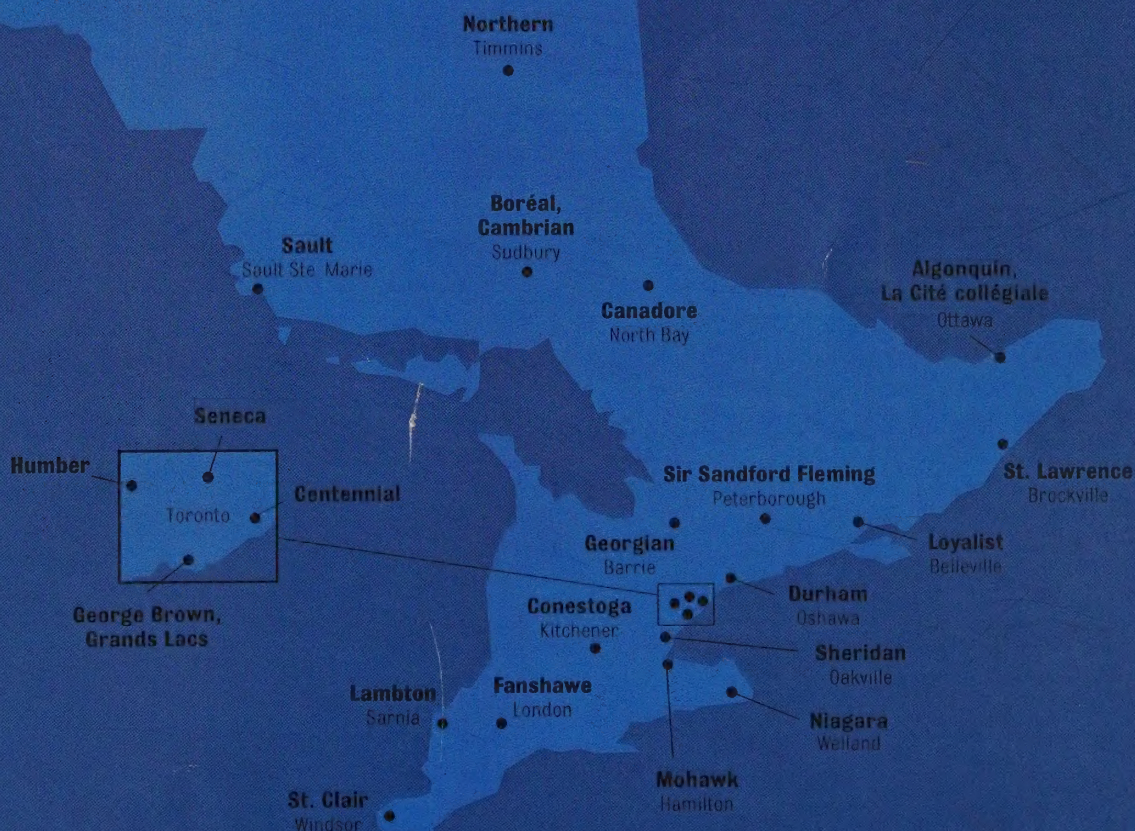 Northern
Timmins
Boréal,
Cambrian
Sudbury
Sault
Sault Ste Marie
Canadore
North Bay
Algonquin,
La Cité collégiale
Ottawa
Seneca
Humber
Toronto
Centennial
George Brown,
Grands Lacs
Sir Sandford Fleming
Peterborough
St. Lawrence
Brockville
Georgian
Barrie
Loyalist
Belleville
Conestoga
Kitchener
Durham
Oshawa
Sheridan
Oakville
Lambton
Sarnia
Fanshawe
London
Niagara
Welland
Mohawk
Hamilton
St. Clair
Windsor